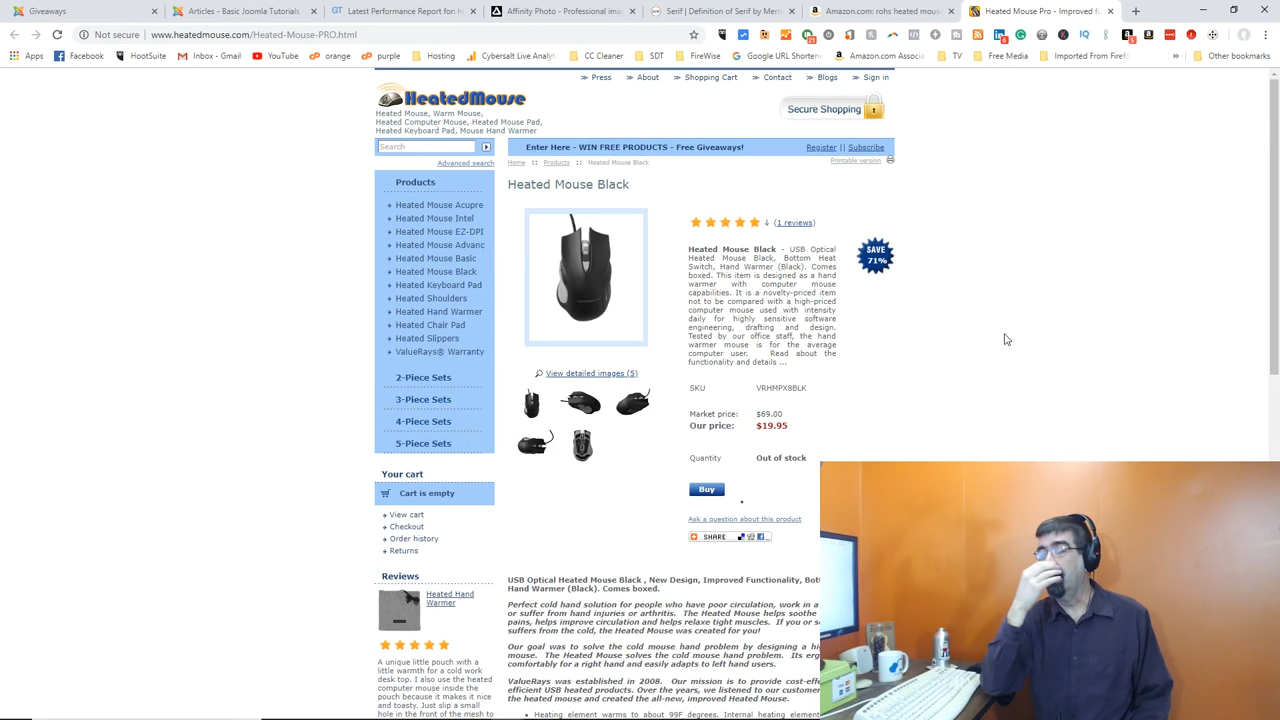 Giveaways
Articles - Basic Joomla Tutorials
Latest Performance Report for h
Affinity Photo - Professional ima
Serif | Definition of Serif by Merr
Amazon.com: rohs heated mouse
Heated Mouse Pro - Improved fu
Not secure | www.heatedmouse.com/Heated-Mouse-PRO.html
Apps
Facebook
HootSuite
Inbox - Gmail
YouTube
orange
purple
Hosting
Cybersalt Live Analy
CC Cleaner
SDT
FireWise
Google URL Shorten
Amazon.com Associa
TV
Free Media
Imported From Firef
Other bookmarks
Press
About
Shopping Cart
Contact
Blogs
Sign in
HeatedMouse
Heated Mouse, Warm Mouse,
Heated Computer Mouse, Heated Mouse Pad,
Heated Keyboard Pad, Mouse Hand Warmer
Secure Shopping
Search
Advanced search
Enter Here - WIN FREE PRODUCTS - Free Giveaways!
Register || Subscribe
Home :: Products :: Heated Mouse Black
Printable version
Products
Heated Mouse Acupre
Heated Mouse Intel
Heated Mouse EZ-DPI
Heated Mouse Advanc
Heated Mouse Basic
Heated Mouse Black
Heated Keyboard Pad
Heated Shoulders
Heated Hand Warmer
Heated Chair Pad
Heated Slippers
ValueRays® Warranty
2-Piece Sets
3-Piece Sets
4-Piece Sets
5-Piece Sets
Your cart
Cart is empty
View cart
Checkout
Order history
Returns
Reviews
Heated Hand
Warmer
A unique little pouch with a
little warmth for a cold work
desk top. I also use the heated
computer mouse inside the
pouch because it makes it nice
and toasty. Just slip a small
hole in the front of the mesh to
Heated Mouse Black
View detailed images (5)
(1 reviews)
Heated Mouse Black - USB Optical
Heated Mouse Black, Bottom Heat
Switch, Hand Warmer (Black). Comes
boxed. This item is designed as a hand
warmer with computer mouse
capabilities. It is a novelty-priced item
not to be compared with a high-priced
computer mouse used with intensity
daily for highly sensitive software
engineering, drafting and design.
Tested by our office staff, the hand
warmer mouse is for the average
computer user. Read about the
functionality and details ...
SAVE
71%
SKU VRHMPX8BLK
Market price: $69.00
Our price: $19.95
Quantity Out of stock
Buy
Ask a question about this product
SHARE
USB Optical Heated Mouse Black , New Design, Improved Functionality, Bot
Hand Warmer (Black). Comes boxed.
Perfect cold hand solution for people who have poor circulation, work in a
or suffer from hand injuries or arthritis. The Heated Mouse helps soothe
pains, helps improve circulation and helps relaxe tight muscles. If you or so
suffers from the cold, the Heated Mouse was created for you!
Our goal was to solve the cold mouse hand problem by designing a hi
mouse. The Heated Mouse solves the cold mouse hand problem. Its erg
comfortably for a right hand and easily adapts to left hand users.
ValueRays was established in 2008. Our mission is to provide cost-eff
efficient USB heated products. Over the years, we listened to our custome
the heated mouse and created the all-new, improved Heated Mouse.
Heating element warms to about 99F degrees. Internal heating element